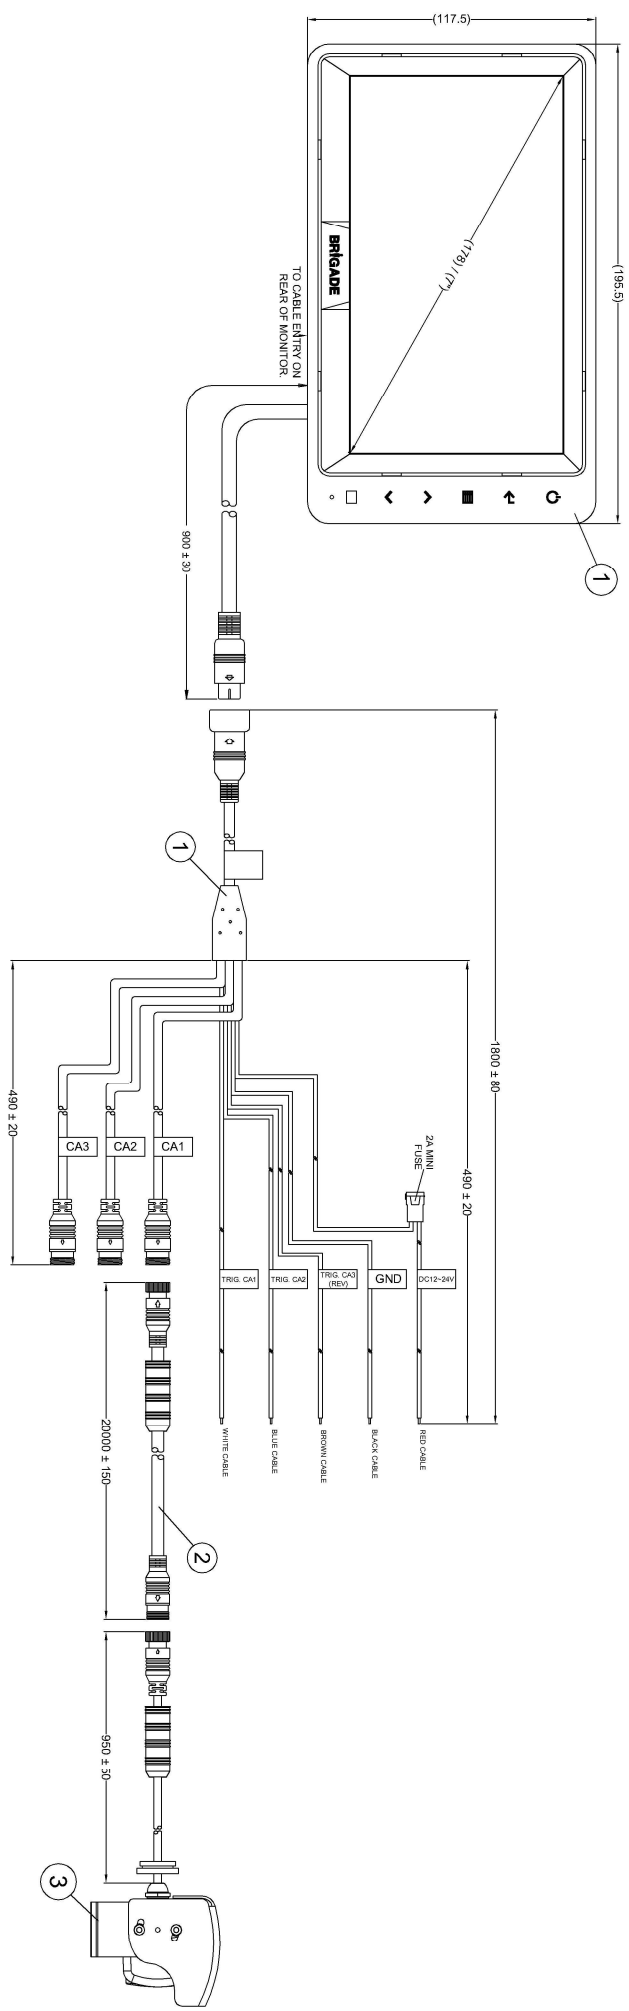 (117.5)
(195.5)
(178) / (7")
BRIGADE
TO CABLE ENTRY ON
REAR OF MONITOR.
1
900 ± 30
1
1800 ± 80
490 ± 20
490 ± 20
2A MINI
FUSE
CA3
CA2
CA1
TRIG. CA1
TRIG. CA2
TRIG. CA3
(REV)
GND
DC12~24V
WHITE CABLE
BLUE CABLE
BROWN CABLE
BLACK CABLE
RED CABLE
20000 ± 150
2
950 ± 50
3